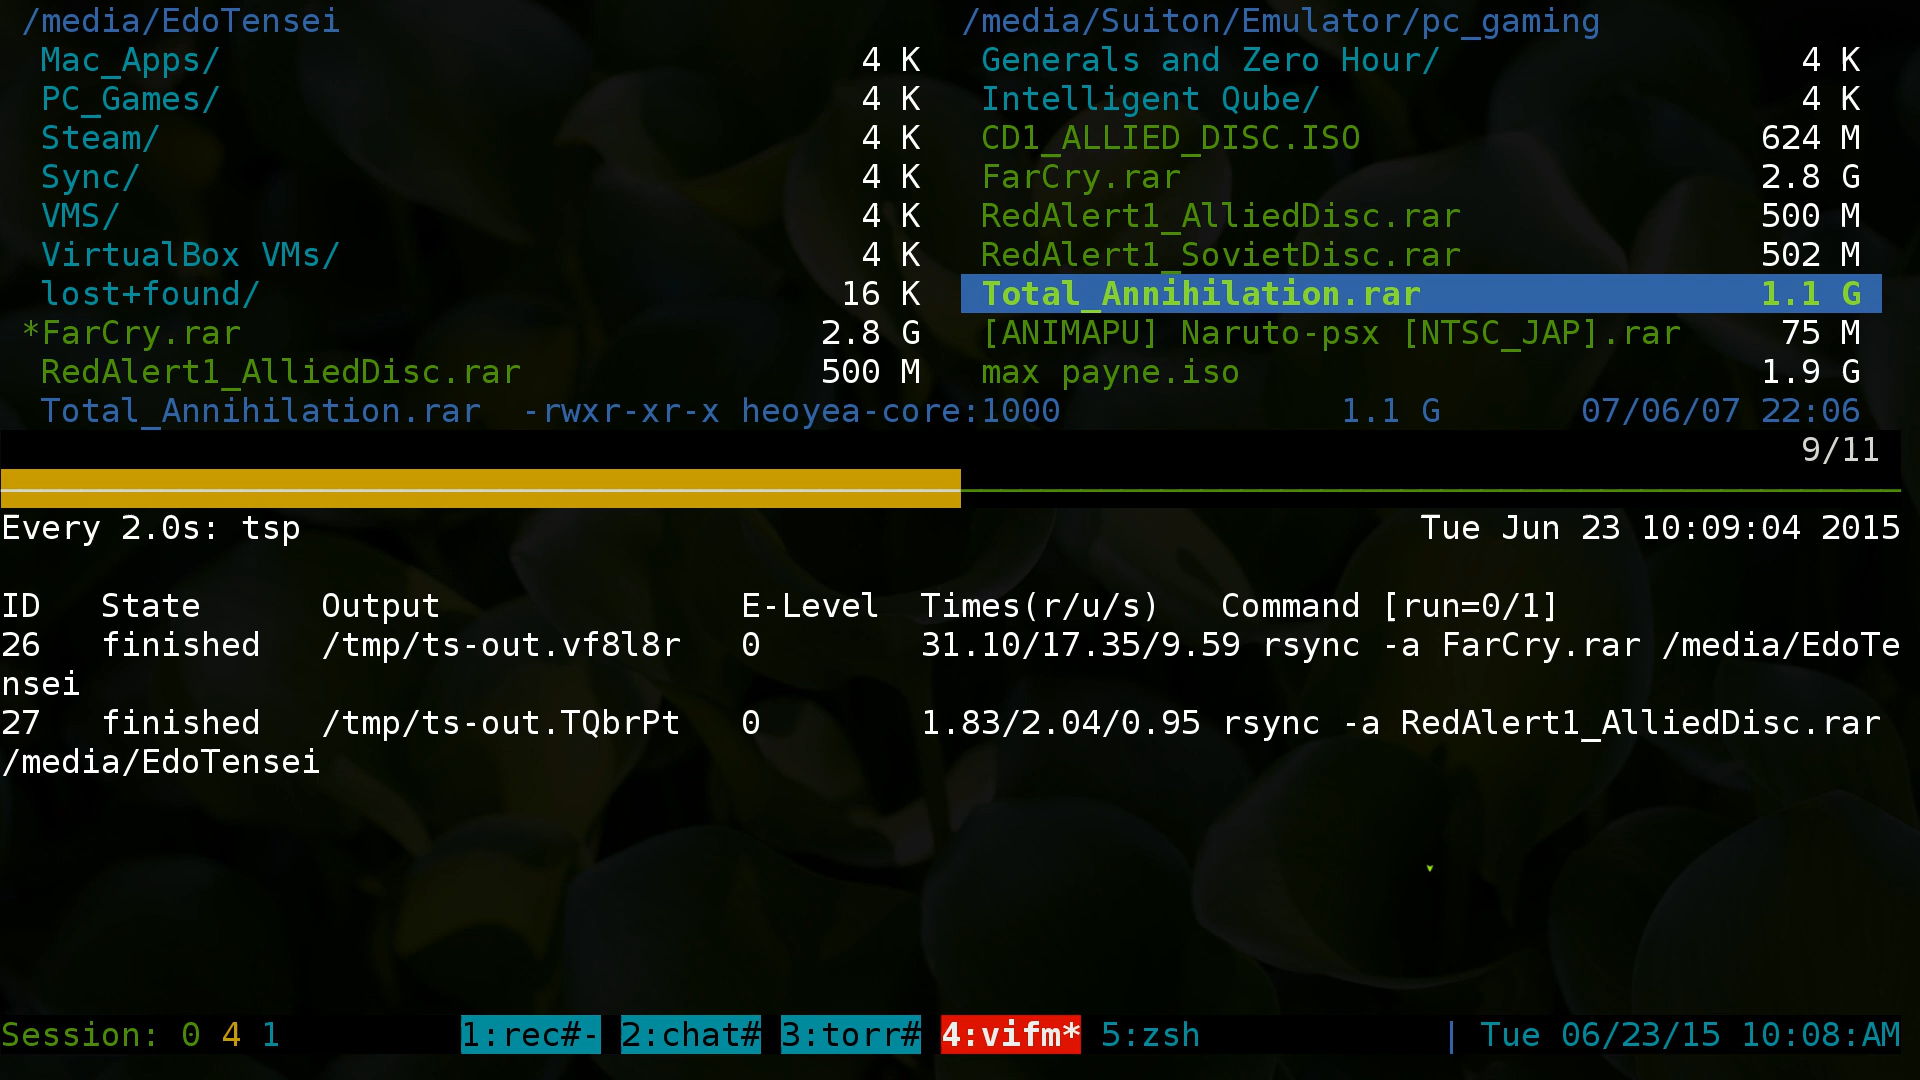 /media/EdoTensei /media/Suiton/Emulator/pc_gaming
Mac_Apps/ 4 K Generals and Zero Hour/ 4 K
PC_Games/ 4 K Intelligent Qube/ 4 K
Steam/ 4 K CD1_ALLIED_DISC.ISO 624 M
Sync/ 4 K FarCry.rar 2.8 G
VMS/ 4 K RedAlert1_AlliedDisc.rar 500 M
VirtualBox VMs/ 4 K RedAlert1_SovietDisc.rar 502 M
lost+found/ 16 K Total_Annihilation.rar 1.1 G
*FarCry.rar 2.8 G [ANIMAPU] Naruto-psx [NTSC_JAP].rar 75 M
RedAlert1_AlliedDisc.rar 500 M max payne.iso 1.9 G
Total_Annihilation.rar -rwxr-xr-x heoyea-core:1000 1.1 G 07/06/07 22:06
9/11
Every 2.0s: tsp Tue Jun 23 10:09:04 2015
ID State Output E-Level Times(r/u/s) Command [run=0/1]
26 finished /tmp/ts-out.vf8l8r 0 31.10/17.35/9.59 rsync -a FarCry.rar /media/EdoTe
nsei
27 finished /tmp/ts-out.TQbrPt 0 1.83/2.04/0.95 rsync -a RedAlert1_AlliedDisc.rar
/media/EdoTensei
Session: 0 4 1 1:rec#- 2:chat# 3:torr# 4:vifm* 5:zsh | Tue 06/23/15 10:08:AM